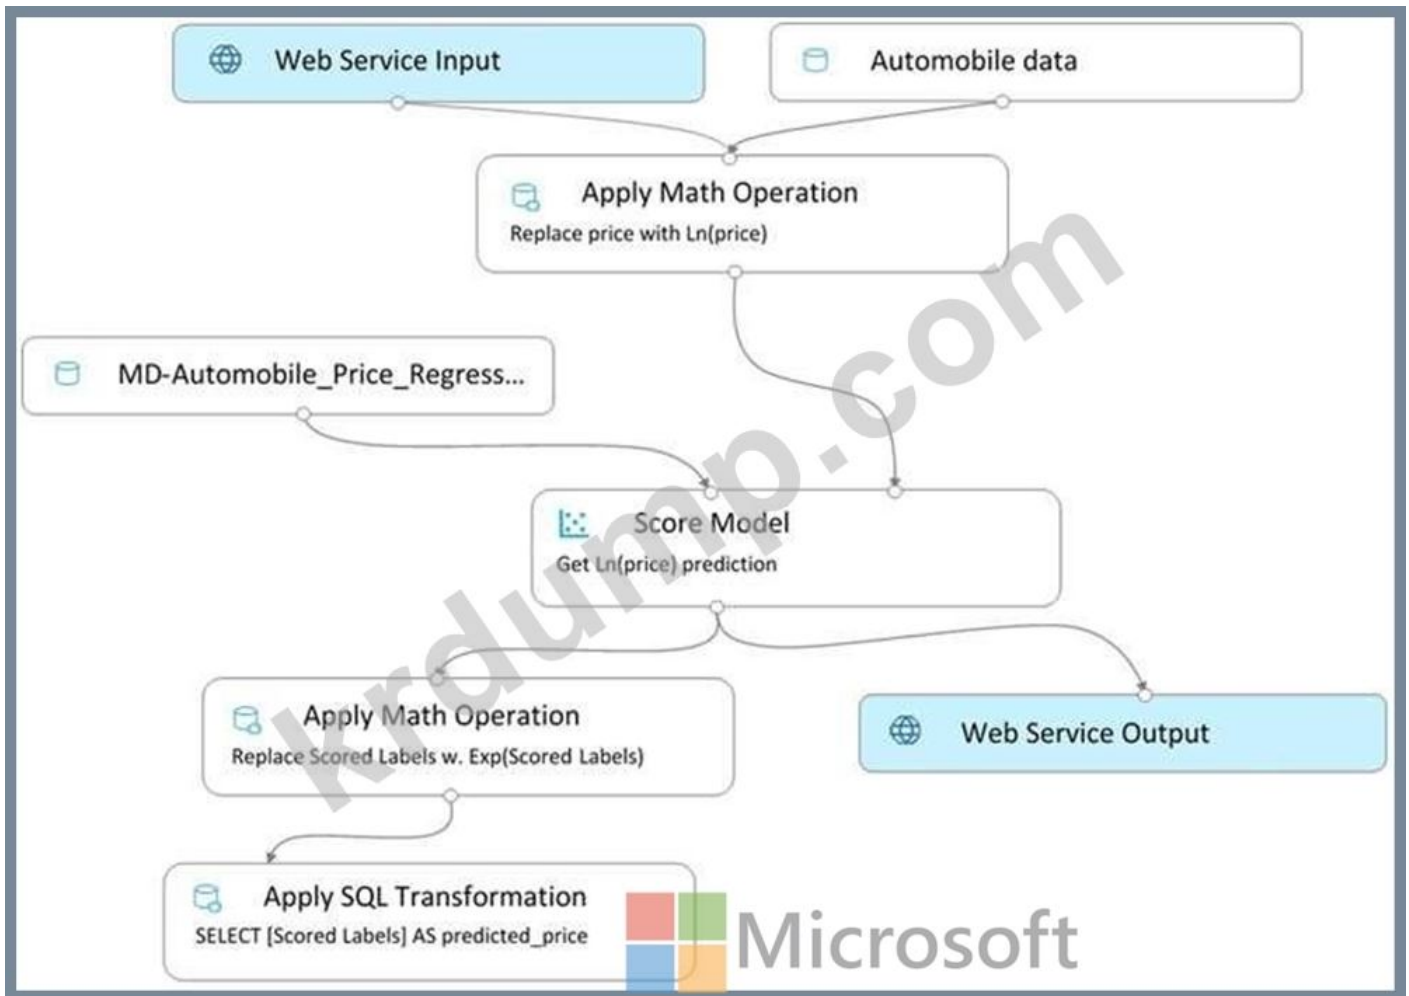 Web Service Input
Automobile data
Apply Math Operation
Replace price with Ln(price)
MD-Automobile_Price_Regress...
Score Model
Get Ln(price) prediction
Apply Math Operation
Replace Scored Labels w. Exp(Scored Labels)
Web Service Output
Apply SQL Transformation
SELECT [Scored Labels] AS predicted_price
Microsoft
krdump.com